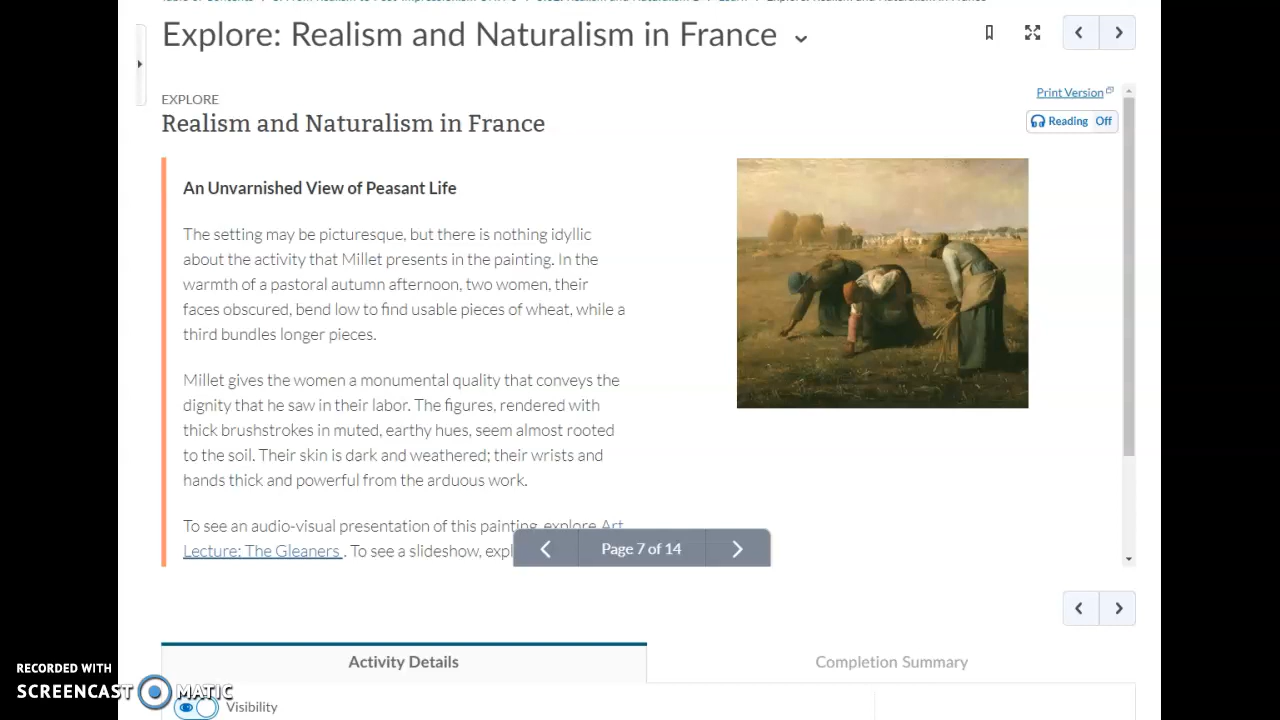 Explore: Realism and Naturalism in France
EXPLORE
Print Version
Realism and Naturalism in France
Reading Off
An Unvarnished View of Peasant Life
The setting may be picturesque, but there is nothing idyllic
about the activity that Millet presents in the painting. In the
warmth of a pastoral autumn afternoon, two women, their
faces obscured, bend low to find usable pieces of wheat, while a
third bundles longer pieces.
Millet gives the women a monumental quality that conveys the
dignity that he saw in their labor. The figures, rendered with
thick brushstrokes in muted, earthy hues, seem almost rooted
to the soil. Their skin is dark and weathered; their wrists and
hands thick and powerful from the arduous work.
To see an audio-visual presentation of this painting, explore Art
Lecture: The Gleaners . To see a slideshow, expl
Page 7 of 14
Activity Details
Completion Summary
Visibility
RECORDED WITH
SCREENCAST MATIC